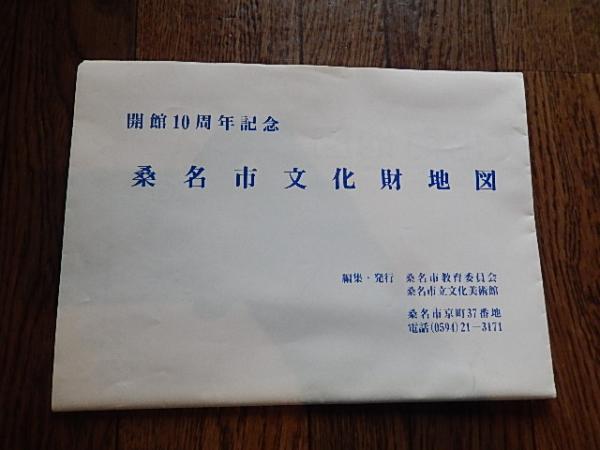 開館10周年記念
桑名市文化財地図
編集・発行 桑名市教育委員会
桑名市立文化美術館
桑名市京町37番地
電話(0594)21-3171